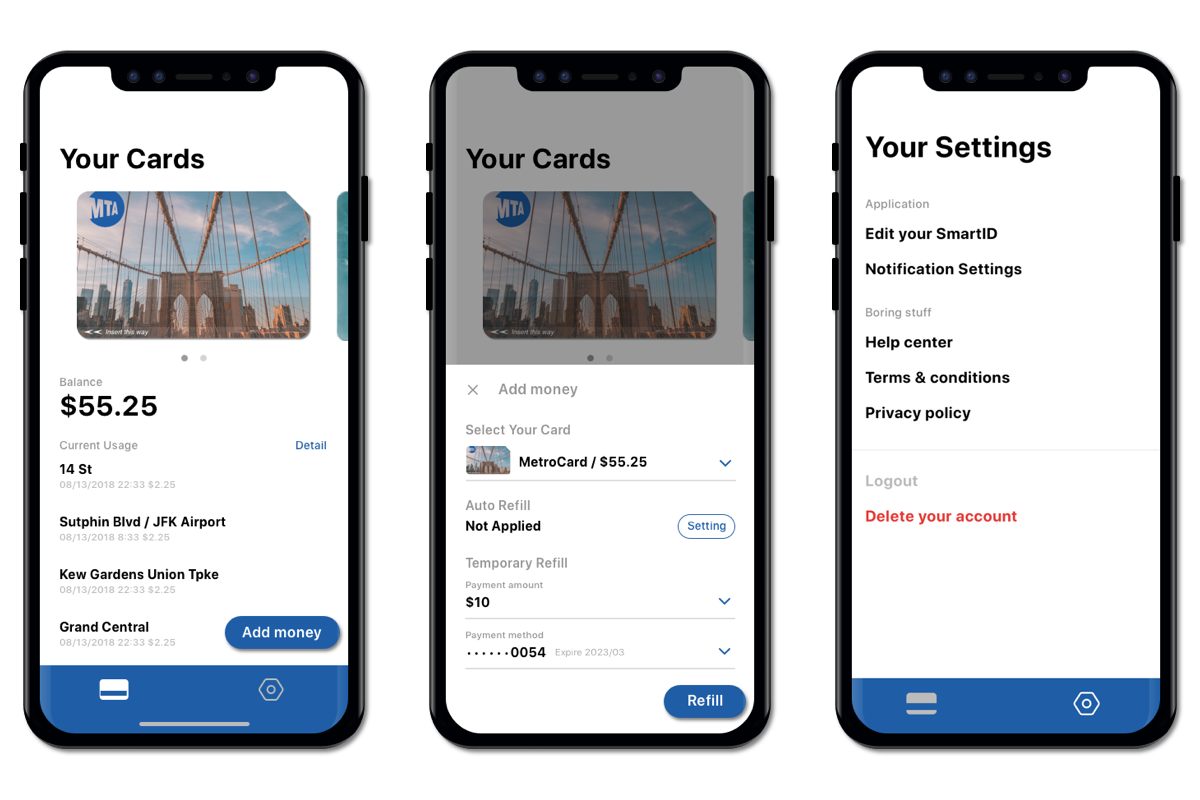 Your Cards
MTA
Insert this way
Balance
$55.25
Current Usage Detail
14 St
08/13/2018 22:33 $2.25
Sutphin Blvd / JFK Airport
08/13/2018 8:33 $2.25
Kew Gardens Union Tpke
08/13/2018 22:33 $2.25
Grand Central
08/13/2018 22:33 $2.25
Add money
Your Cards
MTA
Insert this way
Add money
Select Your Card
MetroCard / $55.25
Auto Refill
Not Applied
Setting
Temporary Refill
Payment amount
$10
Payment method
······0054 Expire 2023/03
Refill
Your Settings
Application
Edit your SmartID
Notification Settings
Boring stuff
Help center
Terms & conditions
Privacy policy
Logout
Delete your account